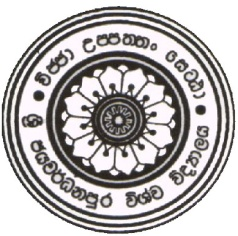 විජ්ජා උප්පතතං සෙට්ඨා
ශ්‍රී ජයවර්ධනපුර විශ්ව විද්‍යාලය